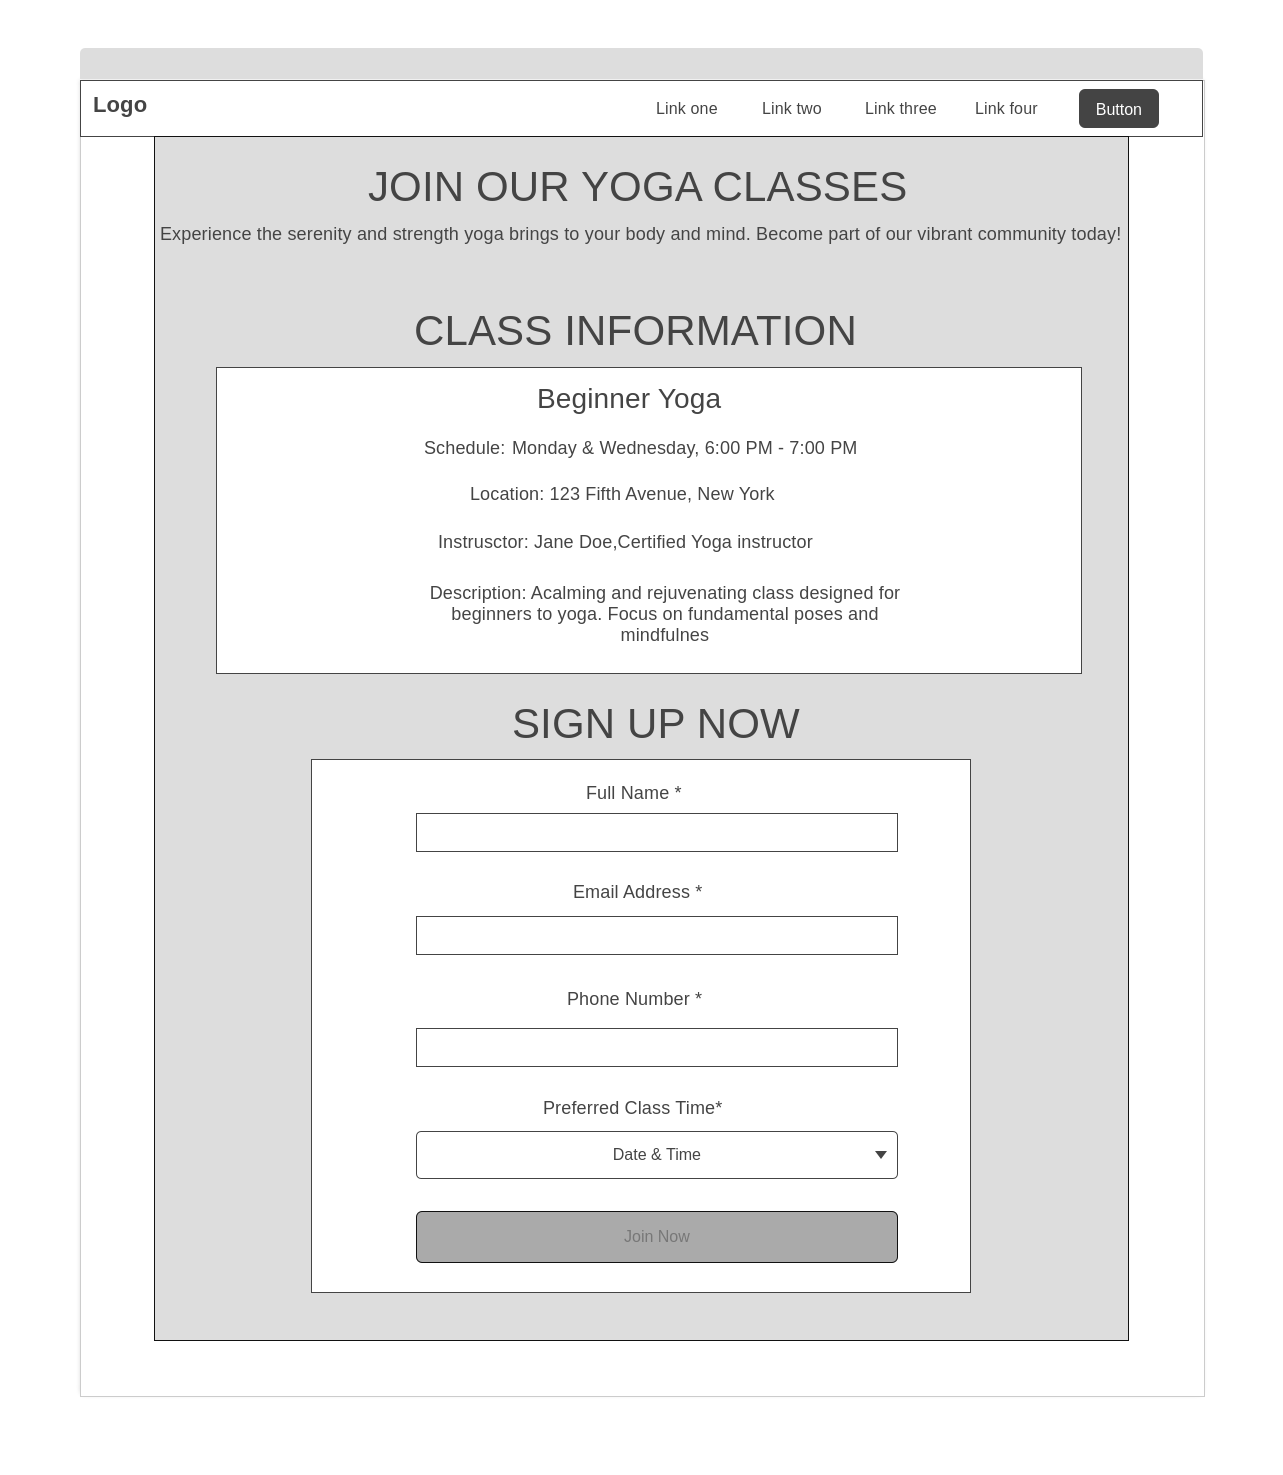 Logo
Link one Link two Link three Link four Button
JOIN OUR YOGA CLASSES
Experience the serenity and strength yoga brings to your body and mind. Become part of our vibrant community today!
CLASS INFORMATION
Beginner Yoga
Schedule: Monday & Wednesday, 6:00 PM - 7:00 PM
Location: 123 Fifth Avenue, New York
Instrusctor: Jane Doe,Certified Yoga instructor
Description: Acalming and rejuvenating class designed for
beginners to yoga. Focus on fundamental poses and
mindfulnes
SIGN UP NOW
Full Name *
Email Address *
Phone Number *
Preferred Class Time*
Date & Time
Join Now